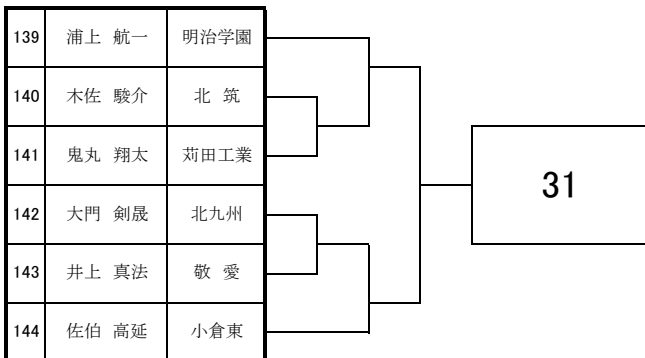 139 浦上 航一 明治学園
140 木佐 駿介 北 筑
141 鬼丸 翔太 苅田工業
142 大門 剣晟 北九州
143 井上 真法 敬 愛
144 佐伯 高延 小倉東
31